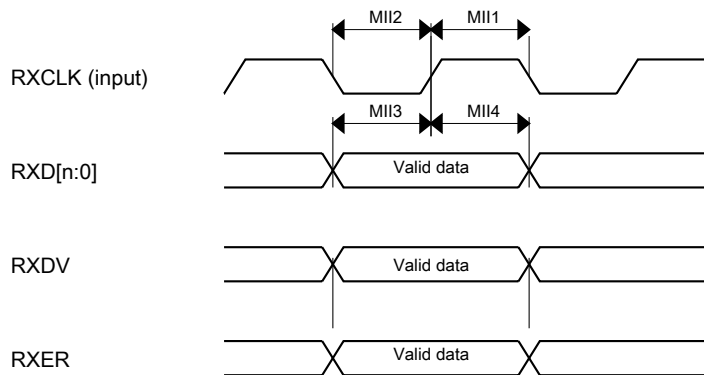 MII2 MII1
RXCLK (input)
MII3 MII4
RXD[n:0] Valid data
RXDV Valid data
RXER Valid data